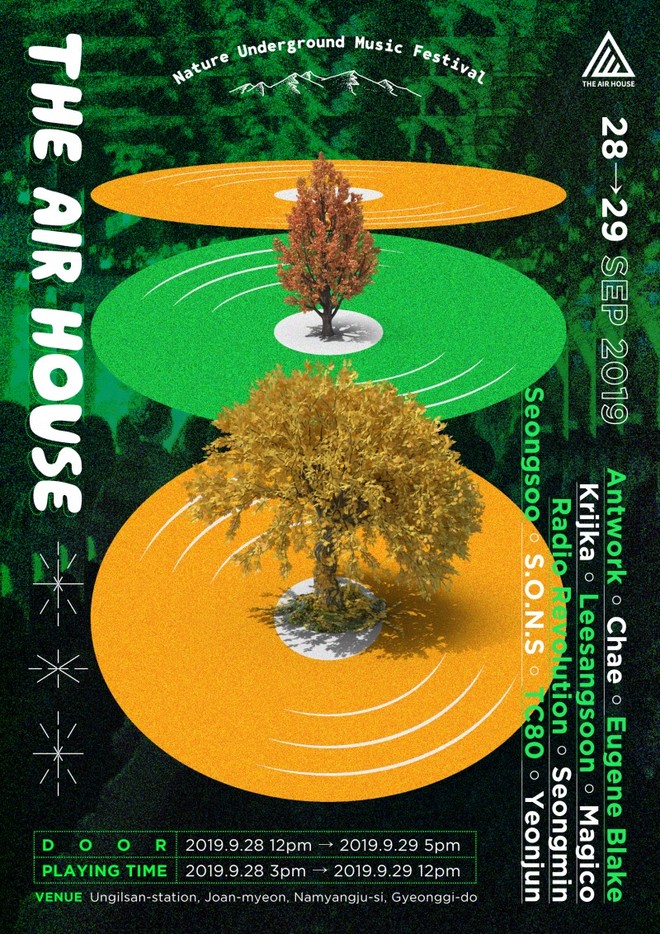 Nature Underground Music Festival
THE AIR HOUSE
THE AIR HOUSE
28→29 SEP 2019
Antwork ○ Chae ○ Eugene Blake
Krijka ○ Leesangsoon ○ Magico
Radio Revolution ○ Seongmin
Seongsoo ○ S.O.N.S ○ TC80 ○ Yeonjun
DOOR 2019.9.28 12pm → 2019.9.29 5pm
PLAYING TIME 2019.9.28 3pm → 2019.9.29 12pm
VENUE Ungilsan-station, Joan-myeon, Namyangju-si, Gyeonggi-do